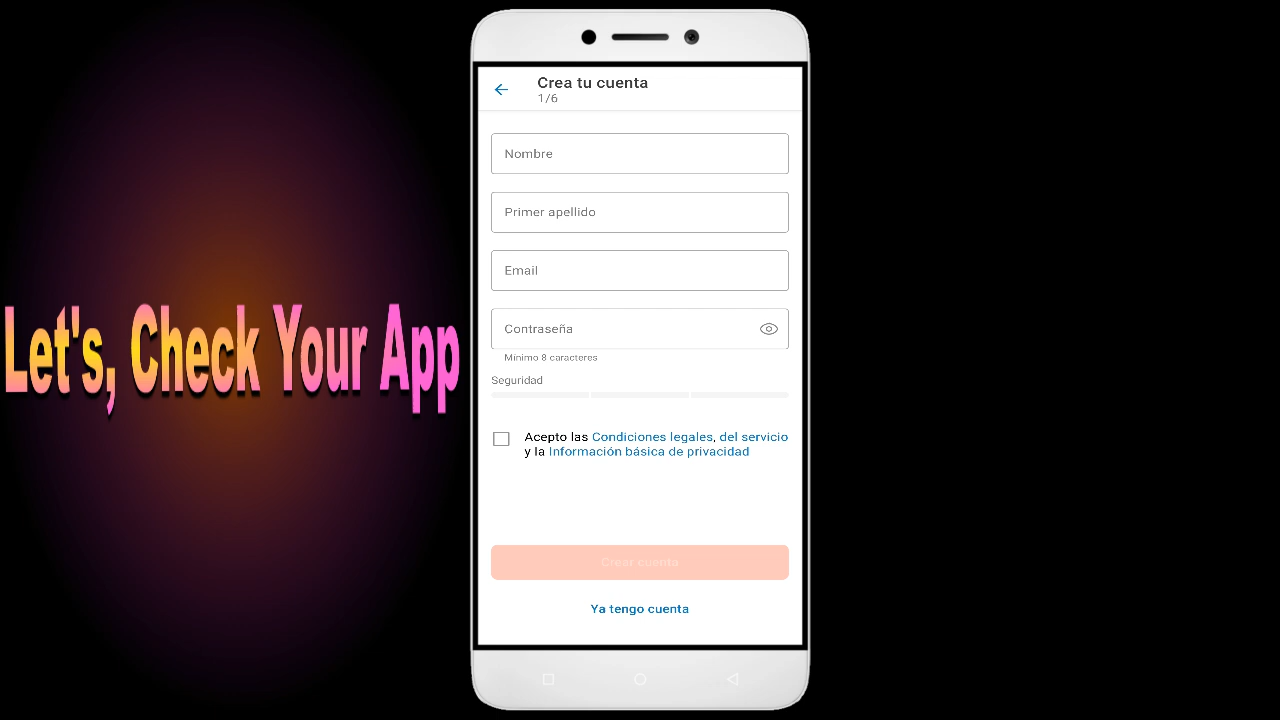 Let's, Check Your App
Crea tu cuenta
1/6
Nombre
Primer apellido
Email
Contraseña
Mínimo 8 caracteres
Seguridad
Acepto las Condiciones legales, del servicio
y la Información básica de privacidad
Crear cuenta
Ya tengo cuenta